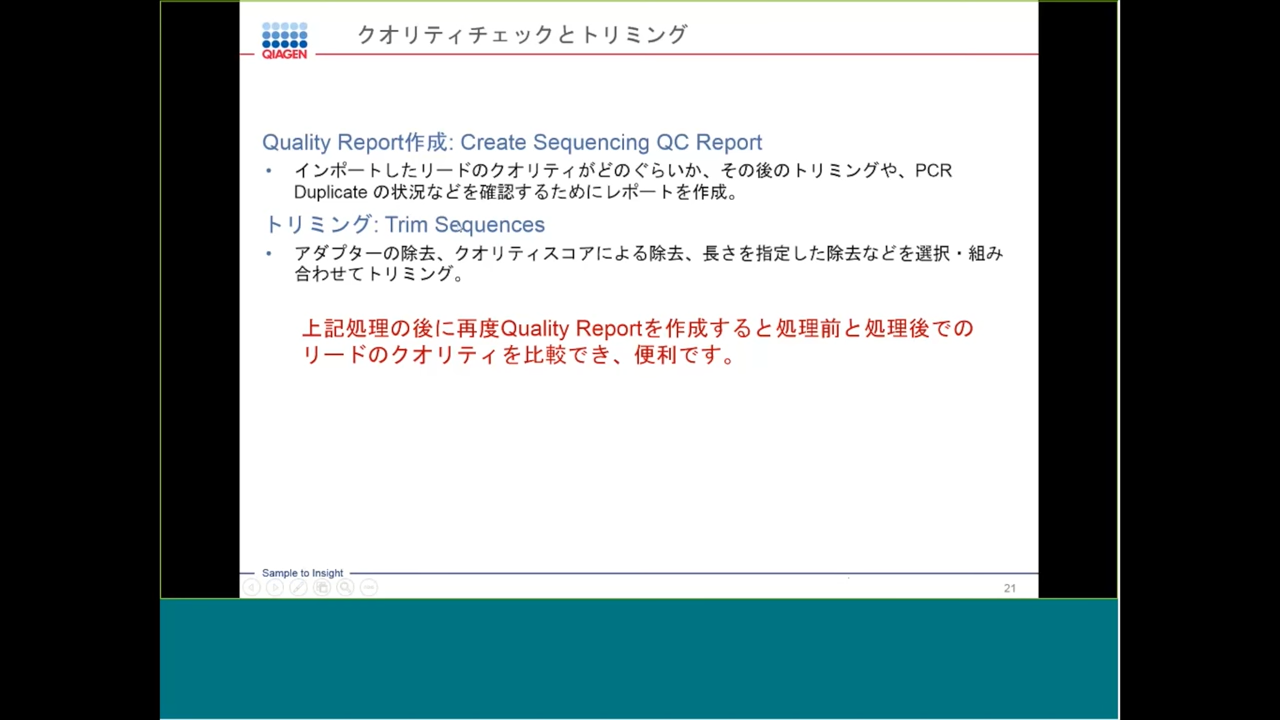 QIAGEN
クオリティチェックとトリミング
Quality Report作成: Create Sequencing QC Report
• インポートしたリードのクオリティがどのぐらいか、その後のトリミングや、PCR
Duplicate の状況などを確認するためにレポートを作成。
トリミング: Trim Sequences
• アダプターの除去、クオリティスコアによる除去、長さを指定した除去などを選択・組み
合わせてトリミング。
上記処理の後に再度Quality Reportを作成すると処理前と処理後での
リードのクオリティを比較でき、便利です。
Sample to Insight
21